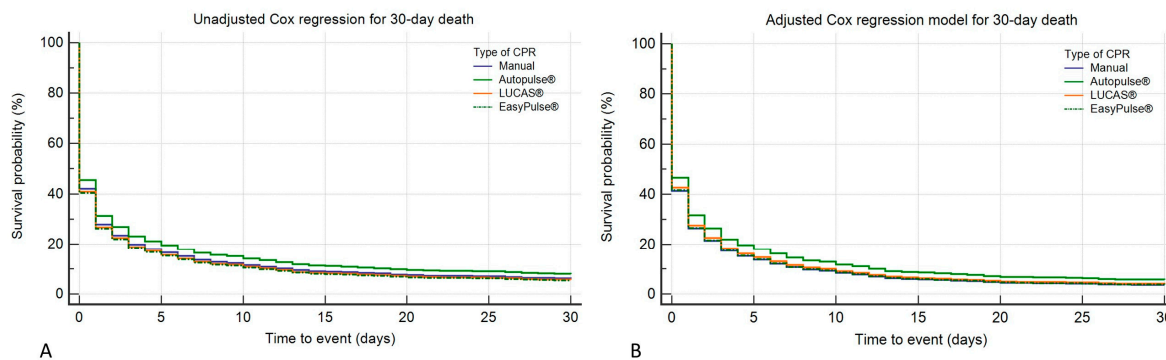 Unadjusted Cox regression for 30-day death
Survival probability (%)
100
80
60
40
20
0
Type of CPR
Manual
Autopulse®
LUCAS®
EasyPulse®
0 5 10 15 20 25 30
Time to event (days)
A
Adjusted Cox regression model for 30-day death
Survival probability (%)
100
80
60
40
20
0
Type of CPR
Manual
Autopulse®
LUCAS®
EasyPulse®
0 5 10 15 20 25 30
Time to event (days)
B